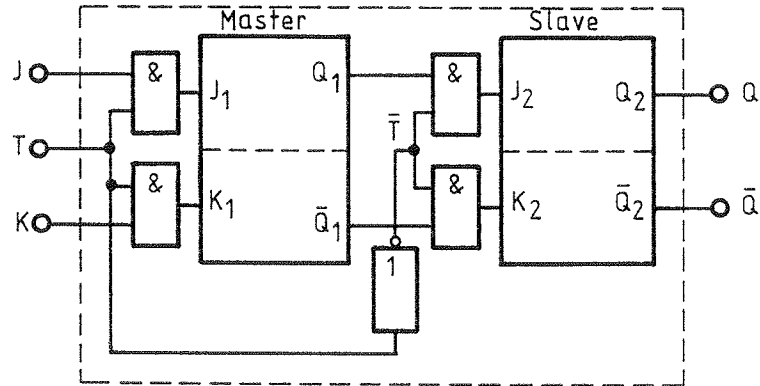 Master Slave
J & J₁ Q₁ & J₂ Q₂ Q
T T̅
K & K₁ Q̅₁ & K₂ Q̅₂ Q̅
1